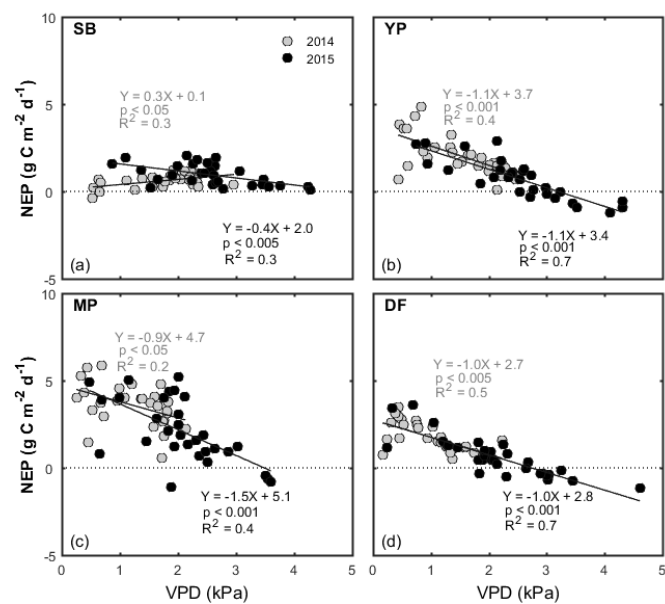 SB
YP
10
5
0
-5
NEP (g C m-2 d-1)
2014
2015
Y = 0.3X + 0.1
p < 0.05
R2 = 0.3
Y = -0.4X + 2.0
p < 0.005
R2 = 0.3
(a)
Y = -1.1X + 3.7
p < 0.001
R2 = 0.4
Y = -1.1X + 3.4
p < 0.001
R2 = 0.7
(b)
MP
DF
10
5
0
-5
NEP (g C m-2 d-1)
Y = -0.9X + 4.7
p < 0.05
R2 = 0.2
Y = -1.5X + 5.1
p < 0.001
R2 = 0.4
(c)
Y = -1.0X + 2.7
p < 0.005
R2 = 0.5
Y = -1.0X + 2.8
p < 0.001
R2 = 0.7
(d)
0 1 2 3 4 5
0 1 2 3 4 5
VPD (kPa)
VPD (kPa)